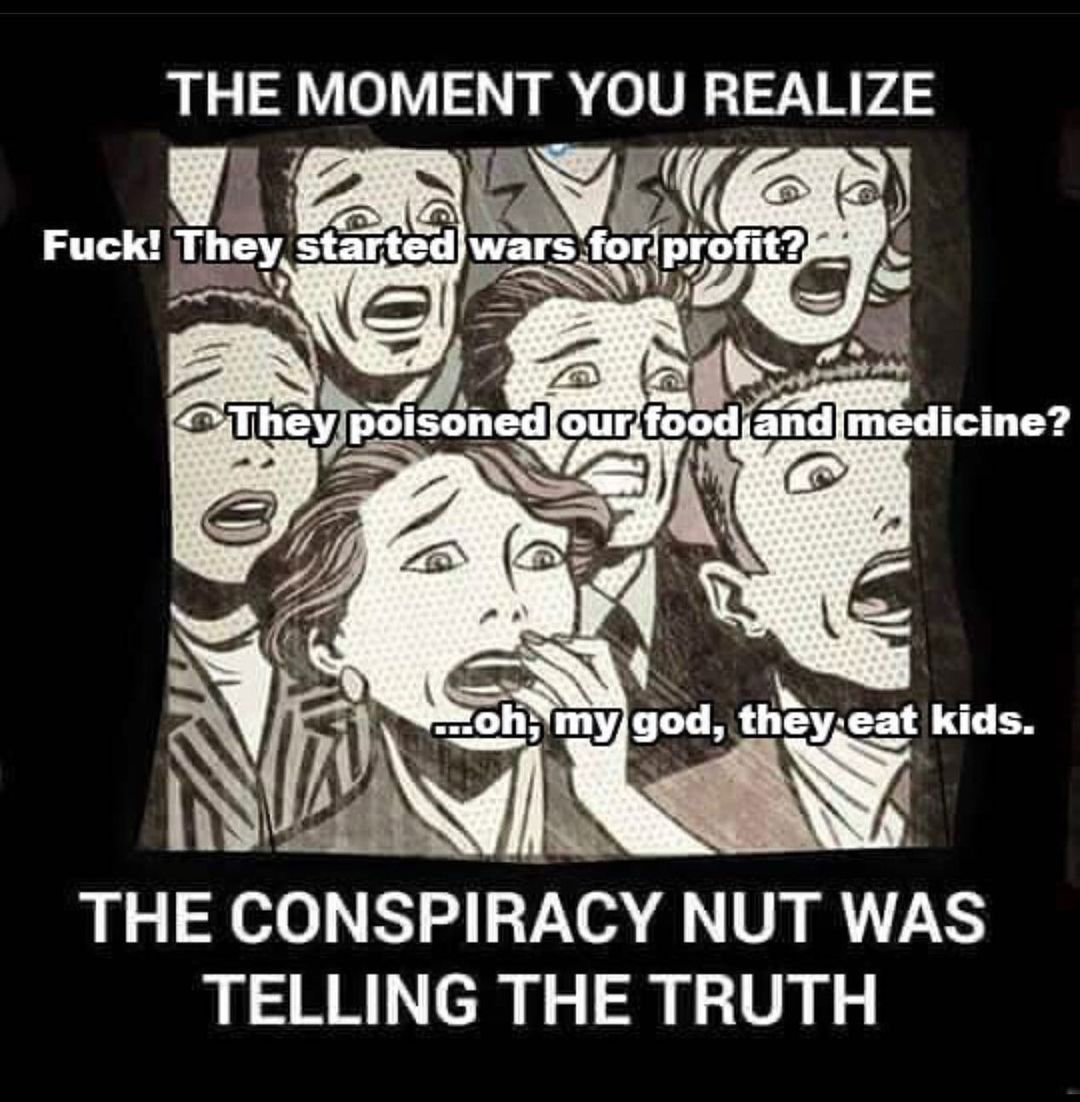 THE MOMENT YOU REALIZE
Fuck! They started wars for profit?
They poisoned our food and medicine?
...oh, my god, they eat kids.
THE CONSPIRACY NUT WAS
TELLING THE TRUTH